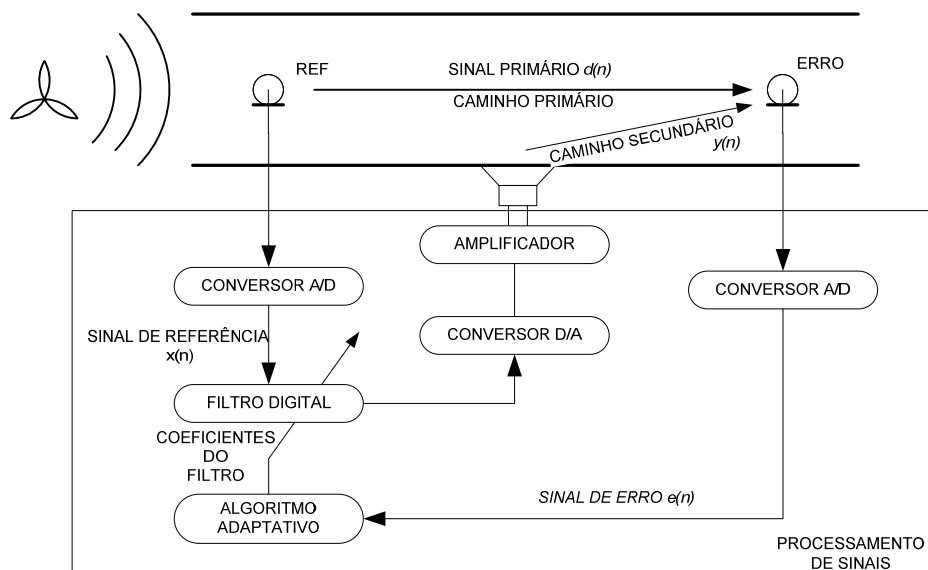 REF
SINAL PRIMÁRIO d(n)
CAMINHO PRIMÁRIO
ERRO
CAMINHO SECUNDÁRIO
y(n)
AMPLIFICADOR
CONVERSOR A/D
CONVERSOR A/D
SINAL DE REFERÊNCIA
x(n)
CONVERSOR D/A
FILTRO DIGITAL
COEFICIENTES
DO
FILTRO
ALGORITMO
ADAPTATIVO
SINAL DE ERRO e(n)
PROCESSAMENTO
DE SINAIS